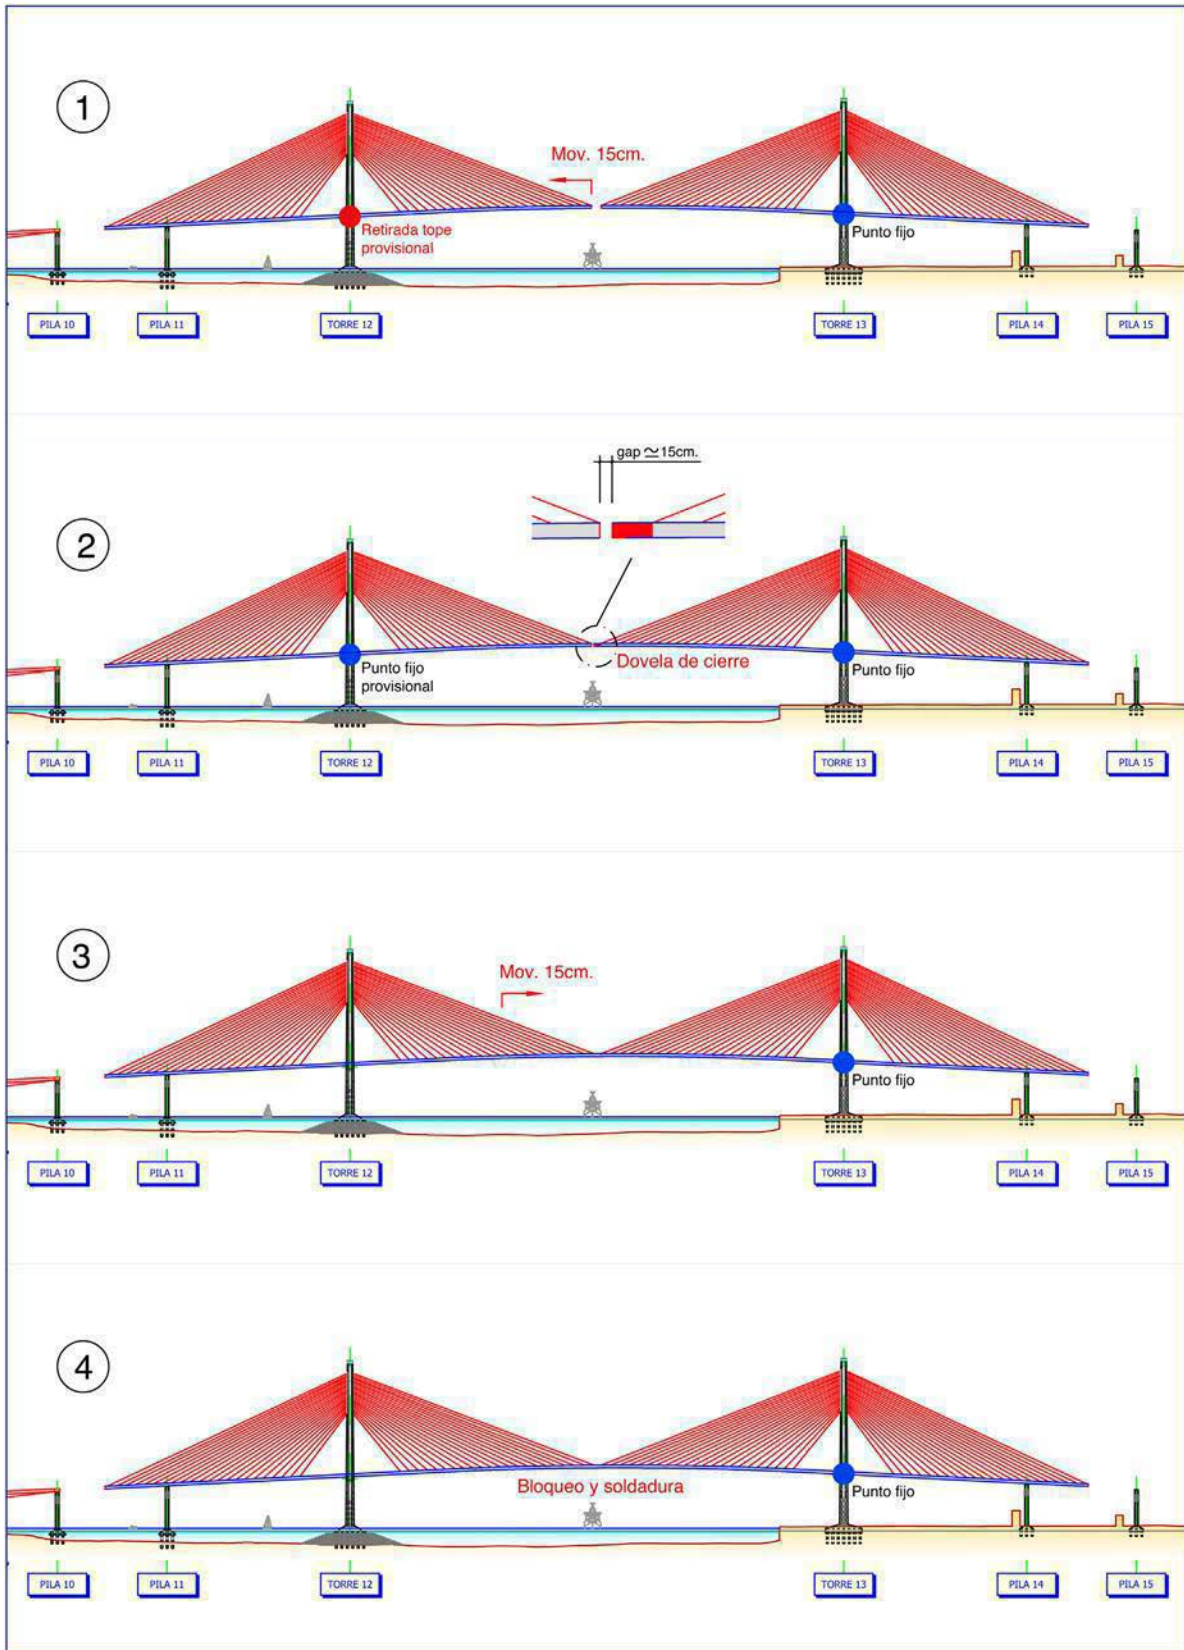 1
Mov. 15cm.
Retirada tope
provisional
Punto fijo
PILA 10
PILA 11
TORRE 12
TORRE 13
PILA 14
PILA 15
2
gap ≃15cm.
Punto fijo
provisional
Dovela de cierre
Punto fijo
PILA 10
PILA 11
TORRE 12
TORRE 13
PILA 14
PILA 15
3
Mov. 15cm.
Punto fijo
PILA 10
PILA 11
TORRE 12
TORRE 13
PILA 14
PILA 15
4
Bloqueo y soldadura
Punto fijo
PILA 10
PILA 11
TORRE 12
TORRE 13
PILA 14
PILA 15